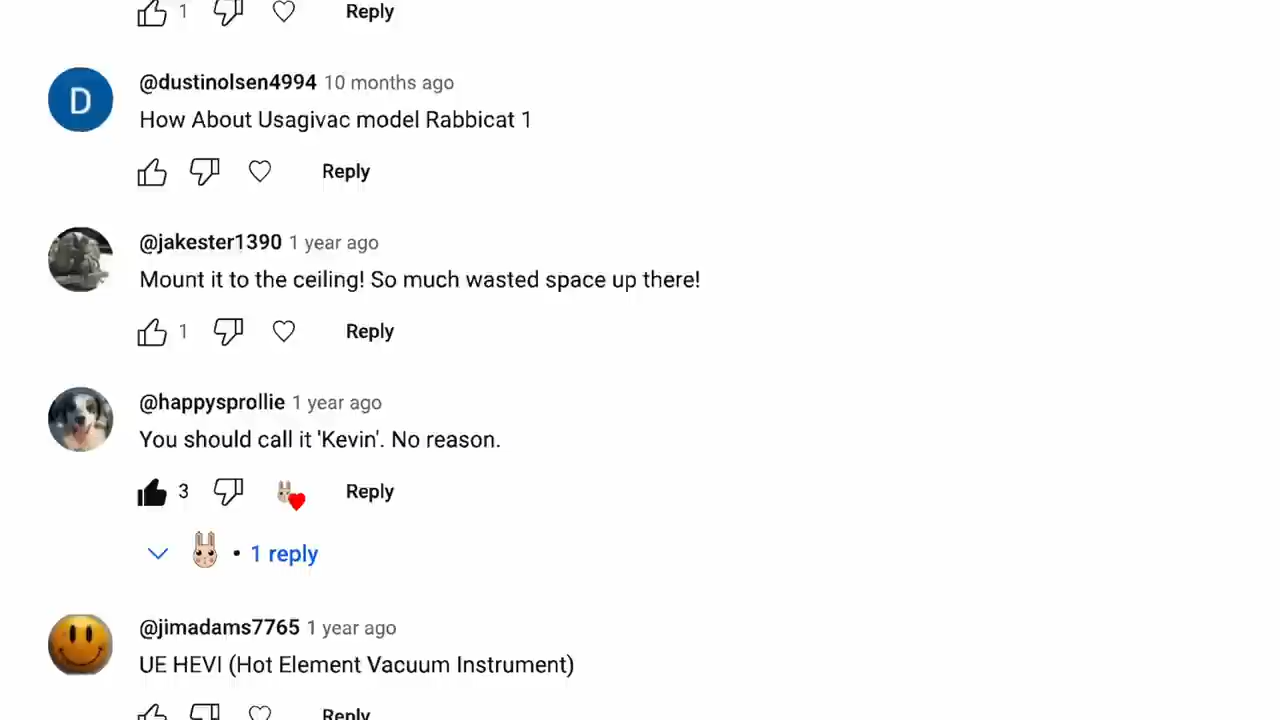 1 Reply
D
@dustinolsen4994 10 months ago
How About Usagivac model Rabbicat 1
Reply
@jakester1390 1 year ago
Mount it to the ceiling! So much wasted space up there!
1 Reply
@happysprollie 1 year ago
You should call it 'Kevin'. No reason.
3 Reply
• 1 reply
@jimadams7765 1 year ago
UE HEVI (Hot Element Vacuum Instrument)
Reply